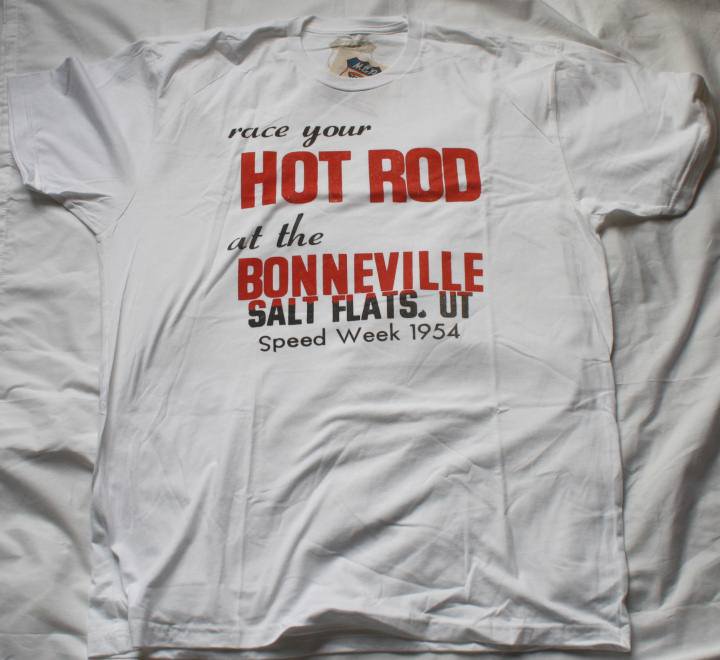 race your
HOT ROD
at the
BONNEVILLE
SALT FLATS. UT
Speed Week 1954